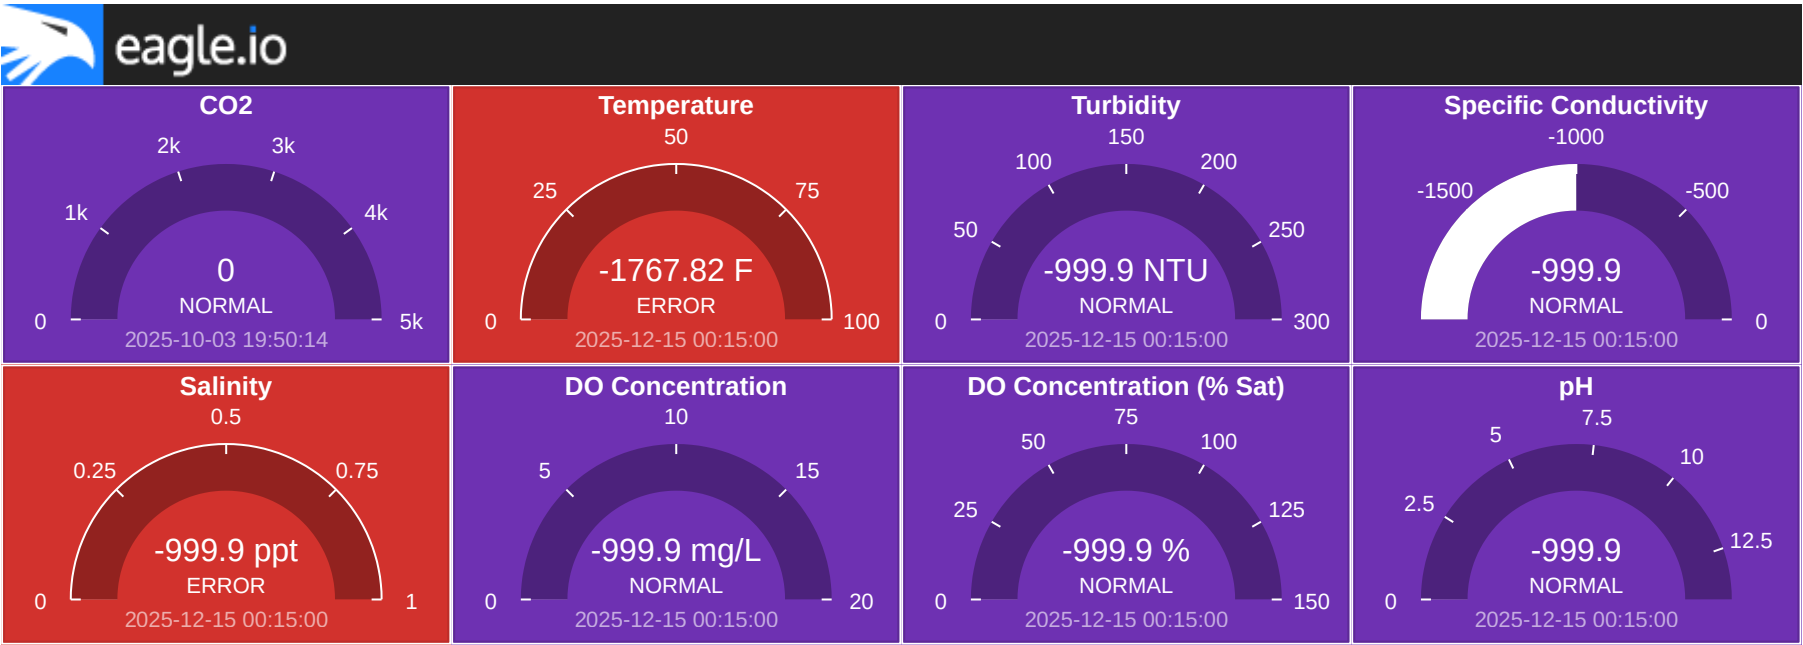 eagle.io
CO2
0
1k
2k
3k
4k
5k
0
NORMAL
2025-10-03 19:50:14
Temperature
0
25
50
75
100
-1767.82 F
ERROR
2025-12-15 00:15:00
Turbidity
0
50
100
150
200
250
300
-999.9 NTU
NORMAL
2025-12-15 00:15:00
Specific Conductivity
-1500
-1000
-500
0
-999.9
NORMAL
2025-12-15 00:15:00
Salinity
0
0.25
0.5
0.75
1
-999.9 ppt
ERROR
2025-12-15 00:15:00
DO Concentration
0
5
10
15
20
-999.9 mg/L
NORMAL
2025-12-15 00:15:00
DO Concentration (% Sat)
0
25
50
75
100
125
150
-999.9 %
NORMAL
2025-12-15 00:15:00
pH
0
2.5
5
7.5
10
12.5
-999.9
NORMAL
2025-12-15 00:15:00